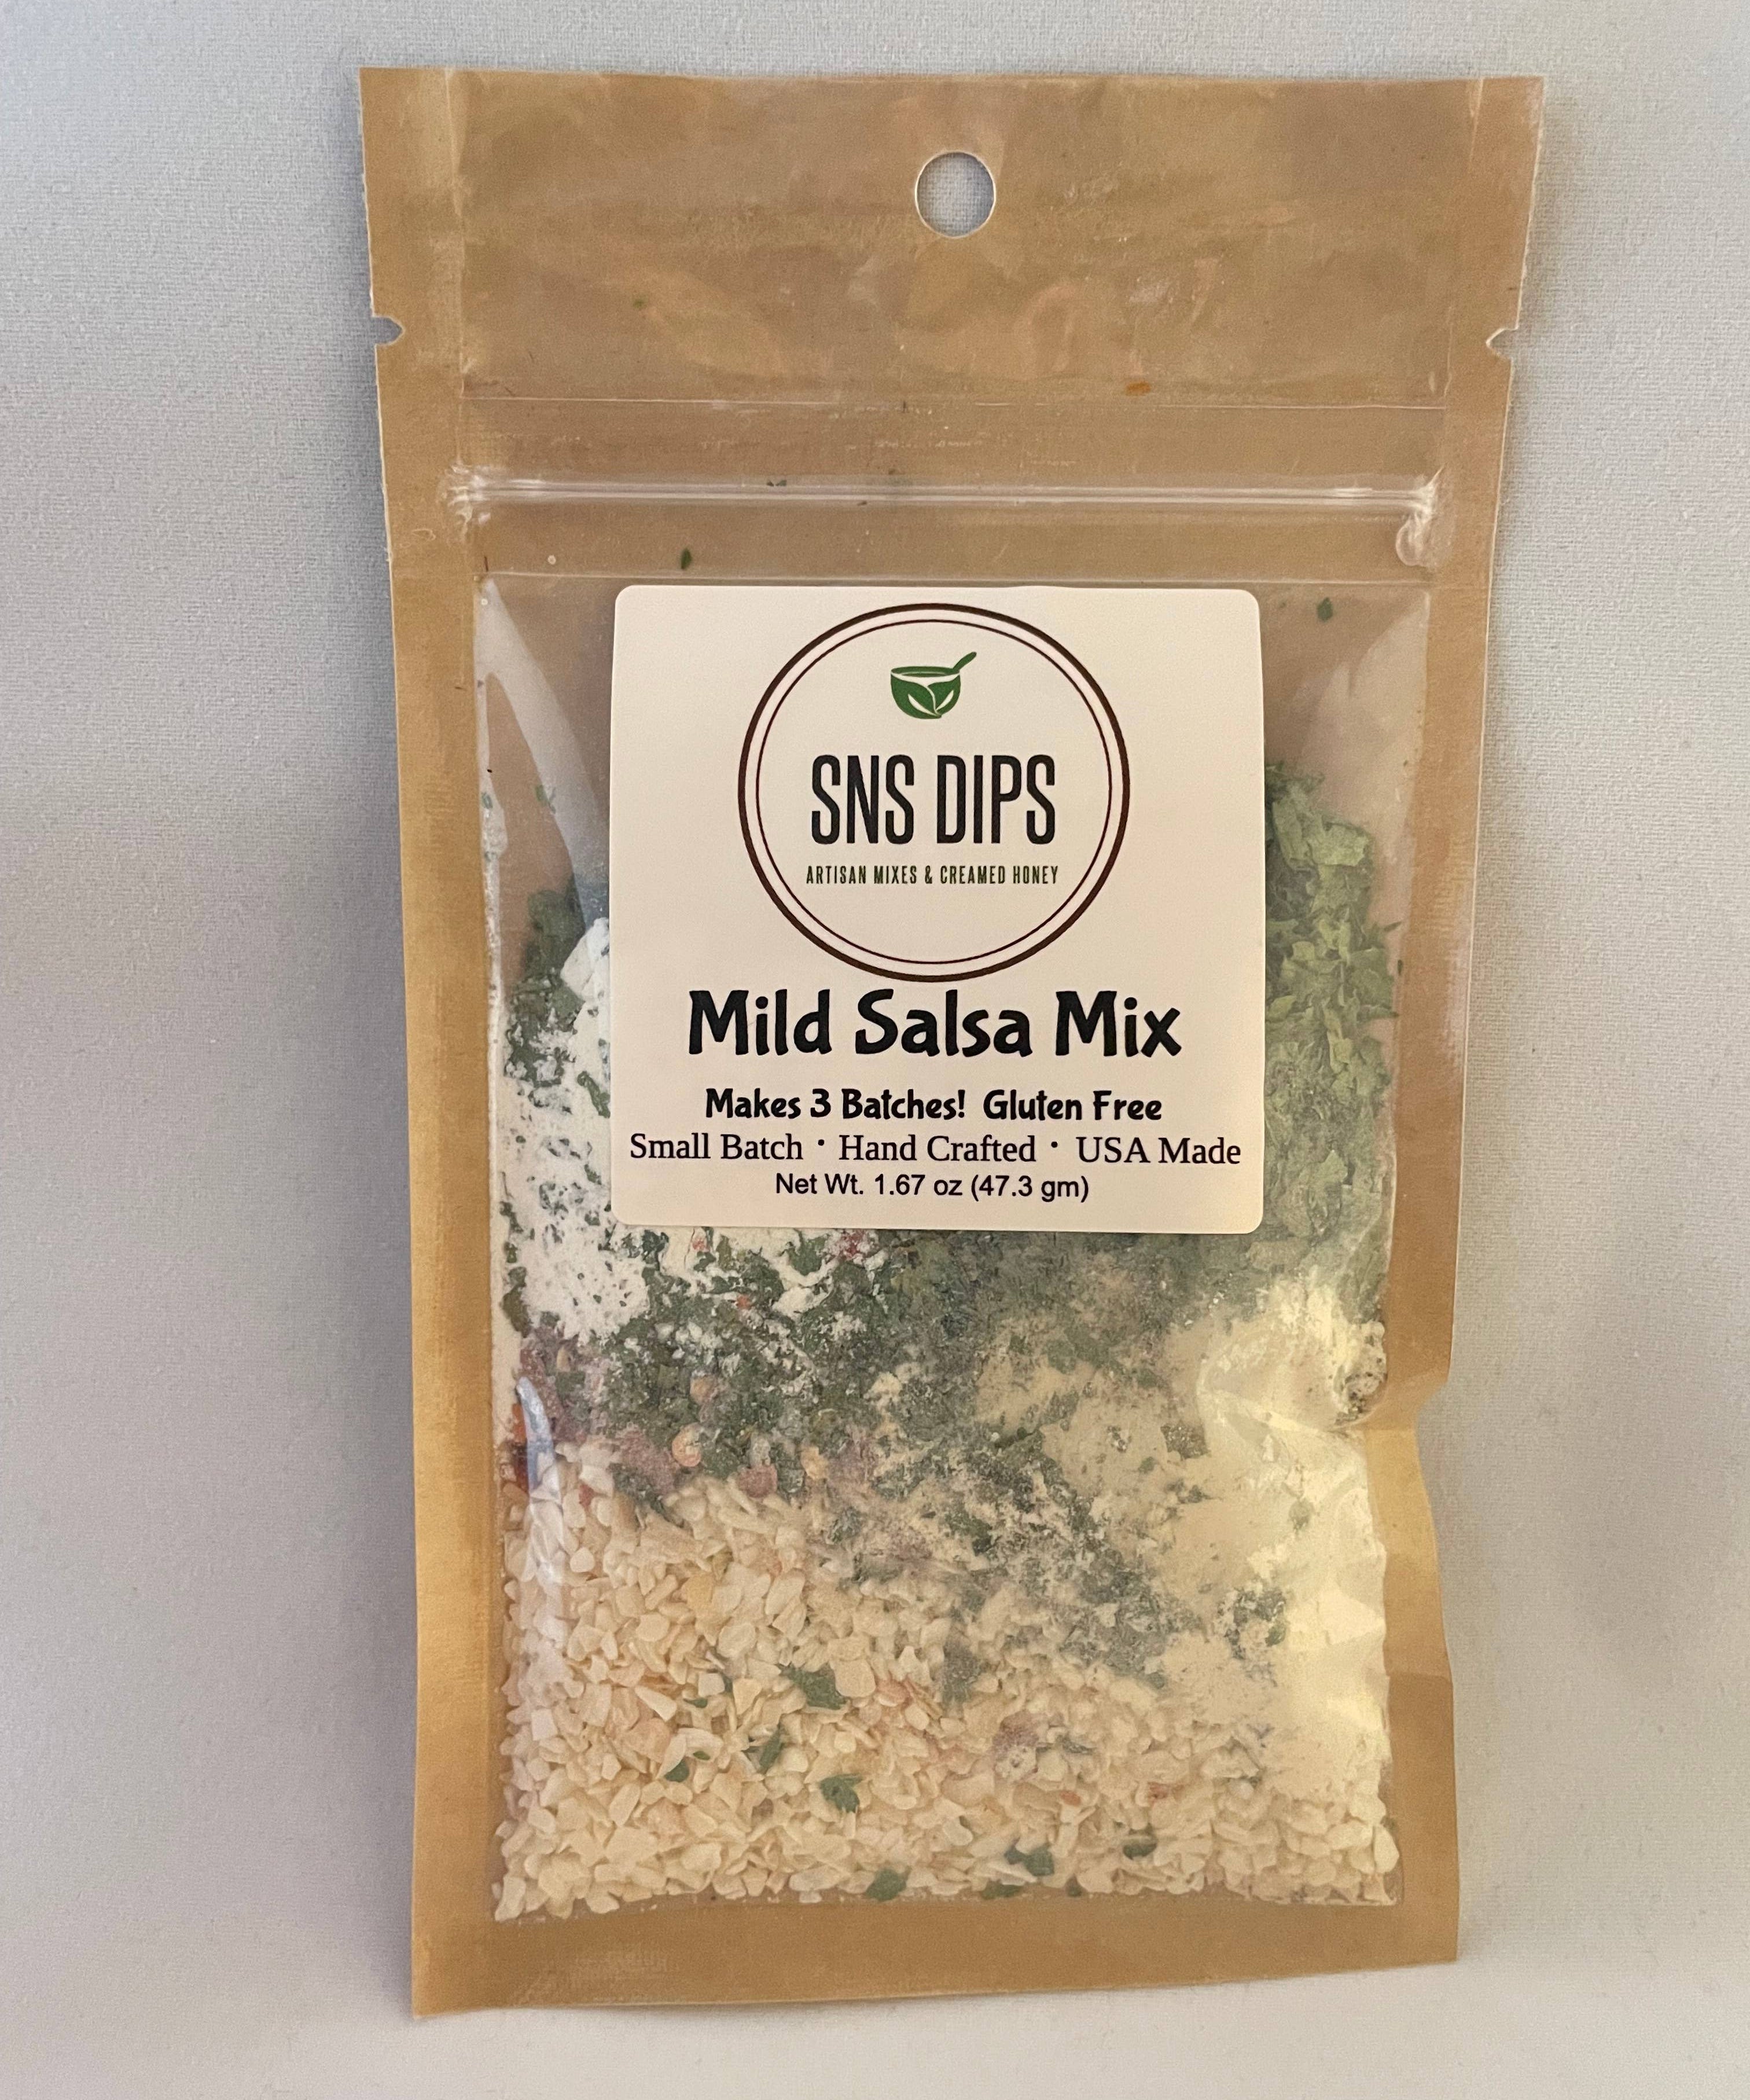 SNS DIPS
ARTISAN MIXES & CREAMED HONEY
Mild Salsa Mix
Makes 3 Batches! Gluten Free
Small Batch • Hand Crafted • USA Made
Net Wt. 1.67 oz (47.3 gm)